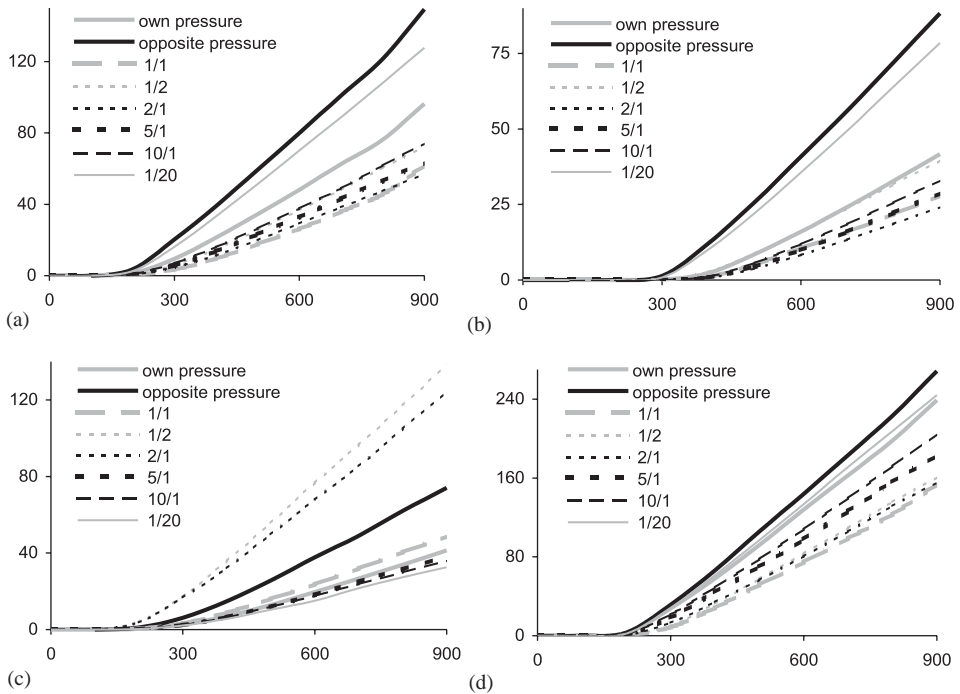 own pressure
opposite pressure
1/1
1/2
2/1
5/1
10/1
1/20
120
80
40
0
0 300 600 900
(a)
own pressure
opposite pressure
1/1
1/2
2/1
5/1
10/1
1/20
75
50
25
0
0 300 600 900
(b)
own pressure
opposite pressure
1/1
1/2
2/1
5/1
10/1
1/20
120
80
40
0
0 300 600 900
(c)
own pressure
opposite pressure
1/1
1/2
2/1
5/1
10/1
1/20
240
160
80
0
0 300 600 900
(d)